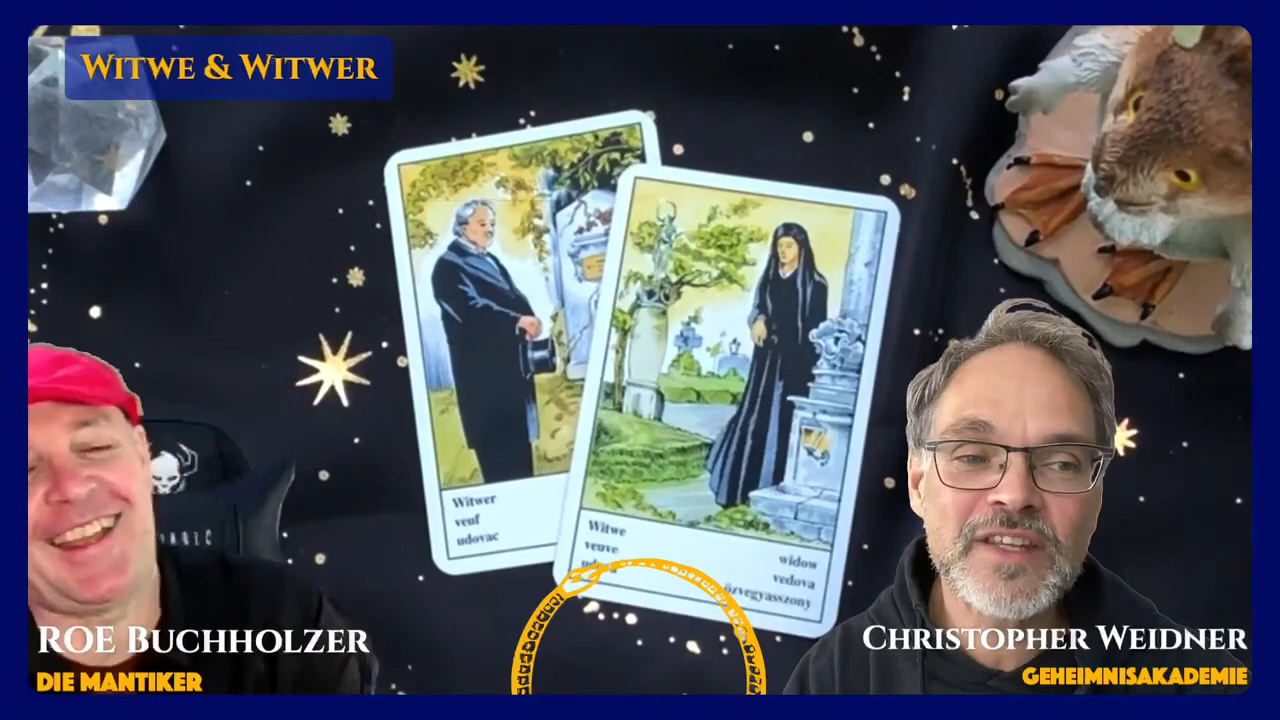 Witwe & Witwer
Witwer
veuf
udovac
Witwe
veuve
widow
vedova
özvegyasszony
ROE Buchholzer
DIE MANTIKER
Christopher Weidner
GEHEIMNISAKADEMIE